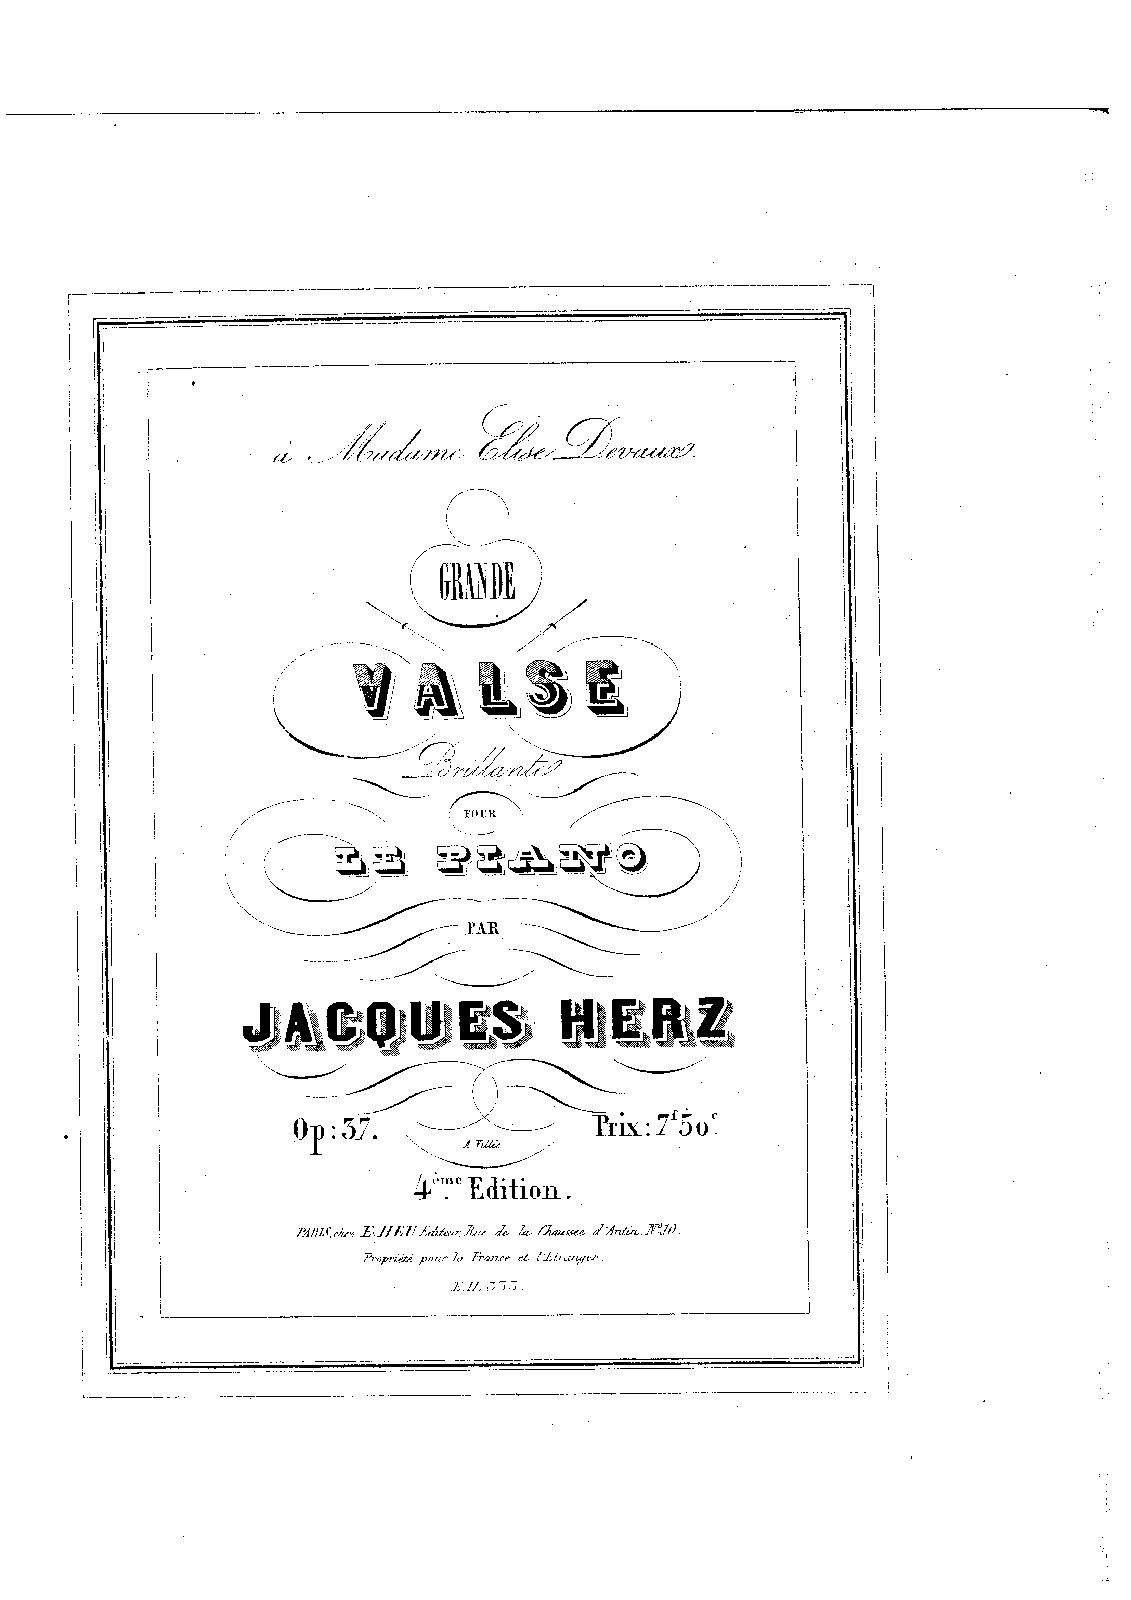 à Madame Elise Devaux.
GRANDE
VALSE
Brillante
POUR
LE PIANO
PAR
JACQUES HERZ
Op: 37.
Prix: 7f 50c.
4ème Edition.
PARIS, chez E. HEU Editeur, Rue de la Chaussée d'Antin, No 10.
Propriété pour la France et l'Etranger.
E.H.